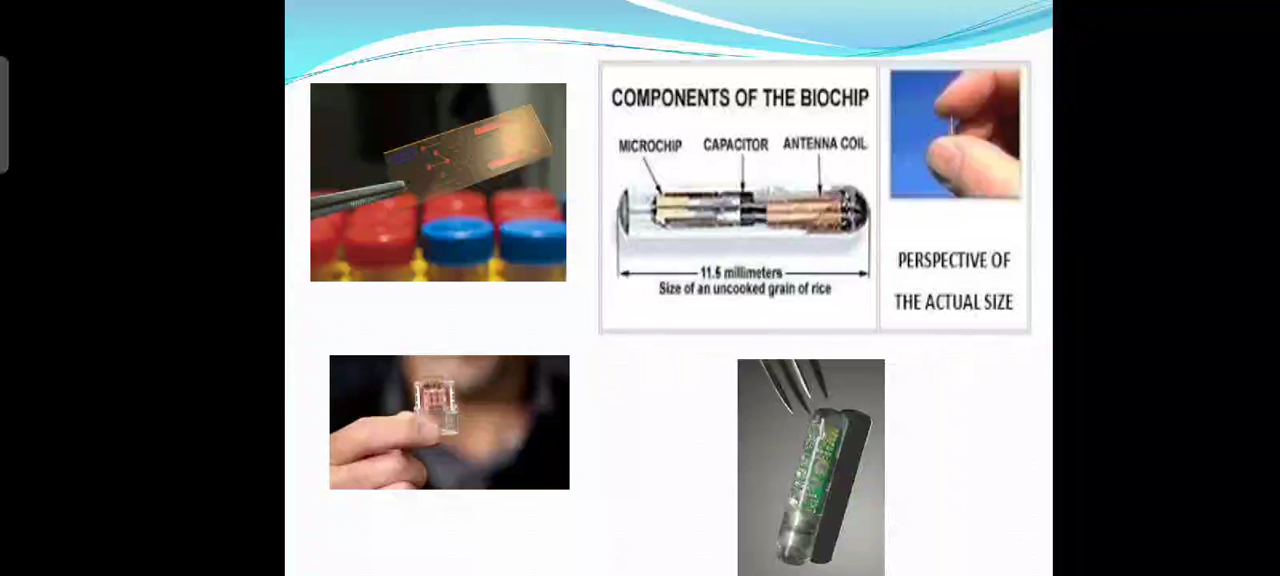 COMPONENTS OF THE BIOCHIP
MICROCHIP CAPACITOR ANTENNA COIL
11.5 millimeters
Size of an uncooked grain of rice
PERSPECTIVE OF
THE ACTUAL SIZE